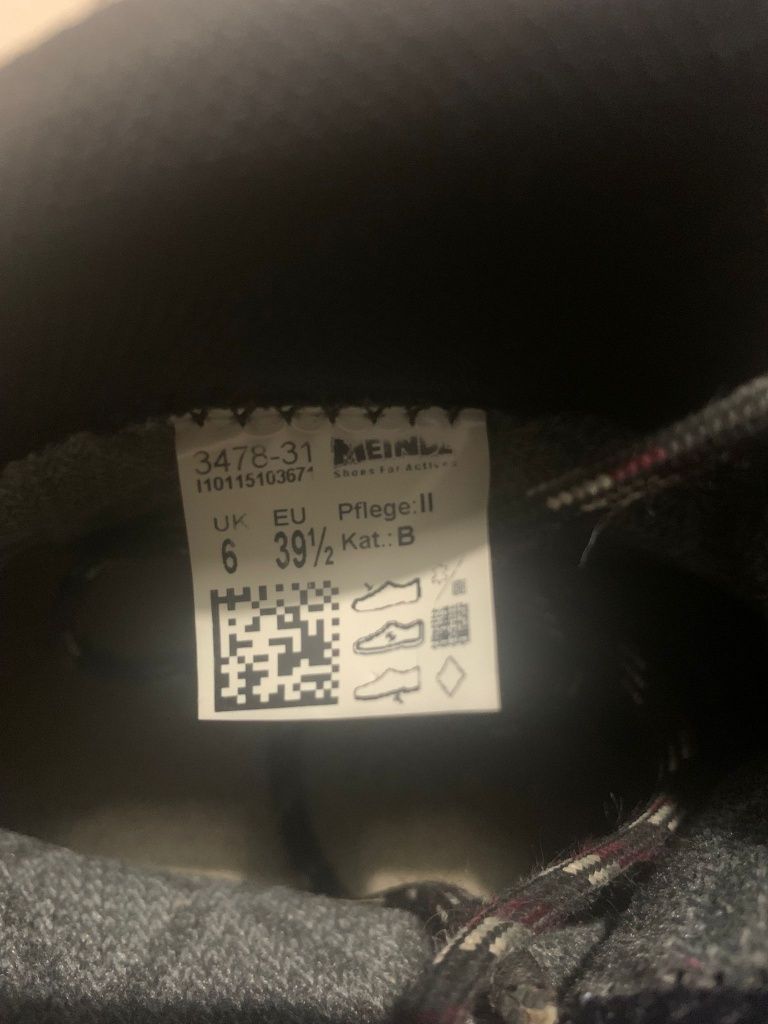 3478-31 MEINDL
I10115103671 Shoes For Actives
UK EU Pflege:II
6 39½ Kat.:B